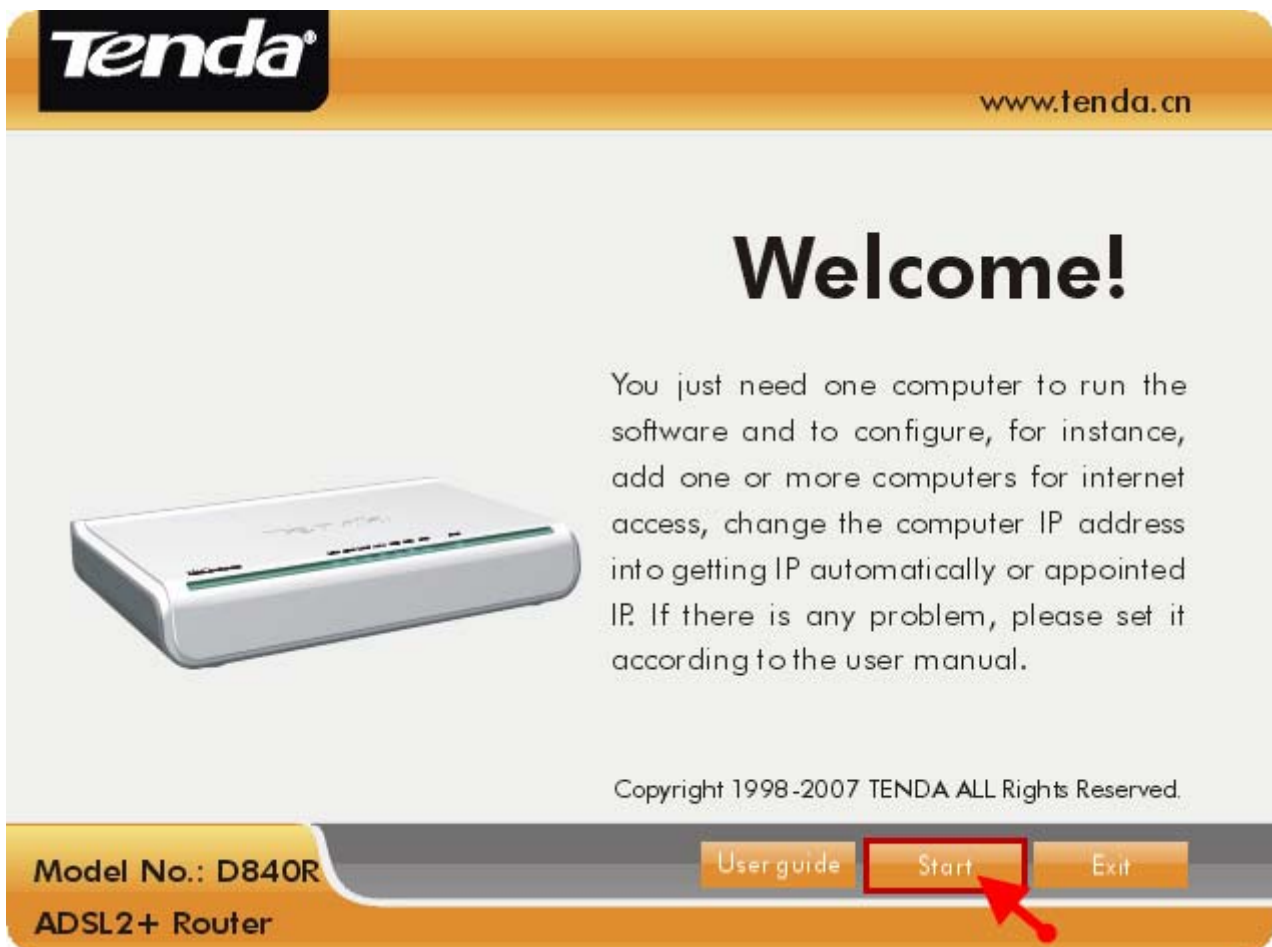 Tenda®
www.tenda.cn
Welcome!
You just need one computer to run the
software and to configure, for instance,
add one or more computers for internet
access, change the computer IP address
into getting IP automatically or appointed
IP. If there is any problem, please set it
according to the user manual.
Copyright 1998-2007 TENDA ALL Rights Reserved.
Model No.: D840R
User guide Start Exit
ADSL2+ Router